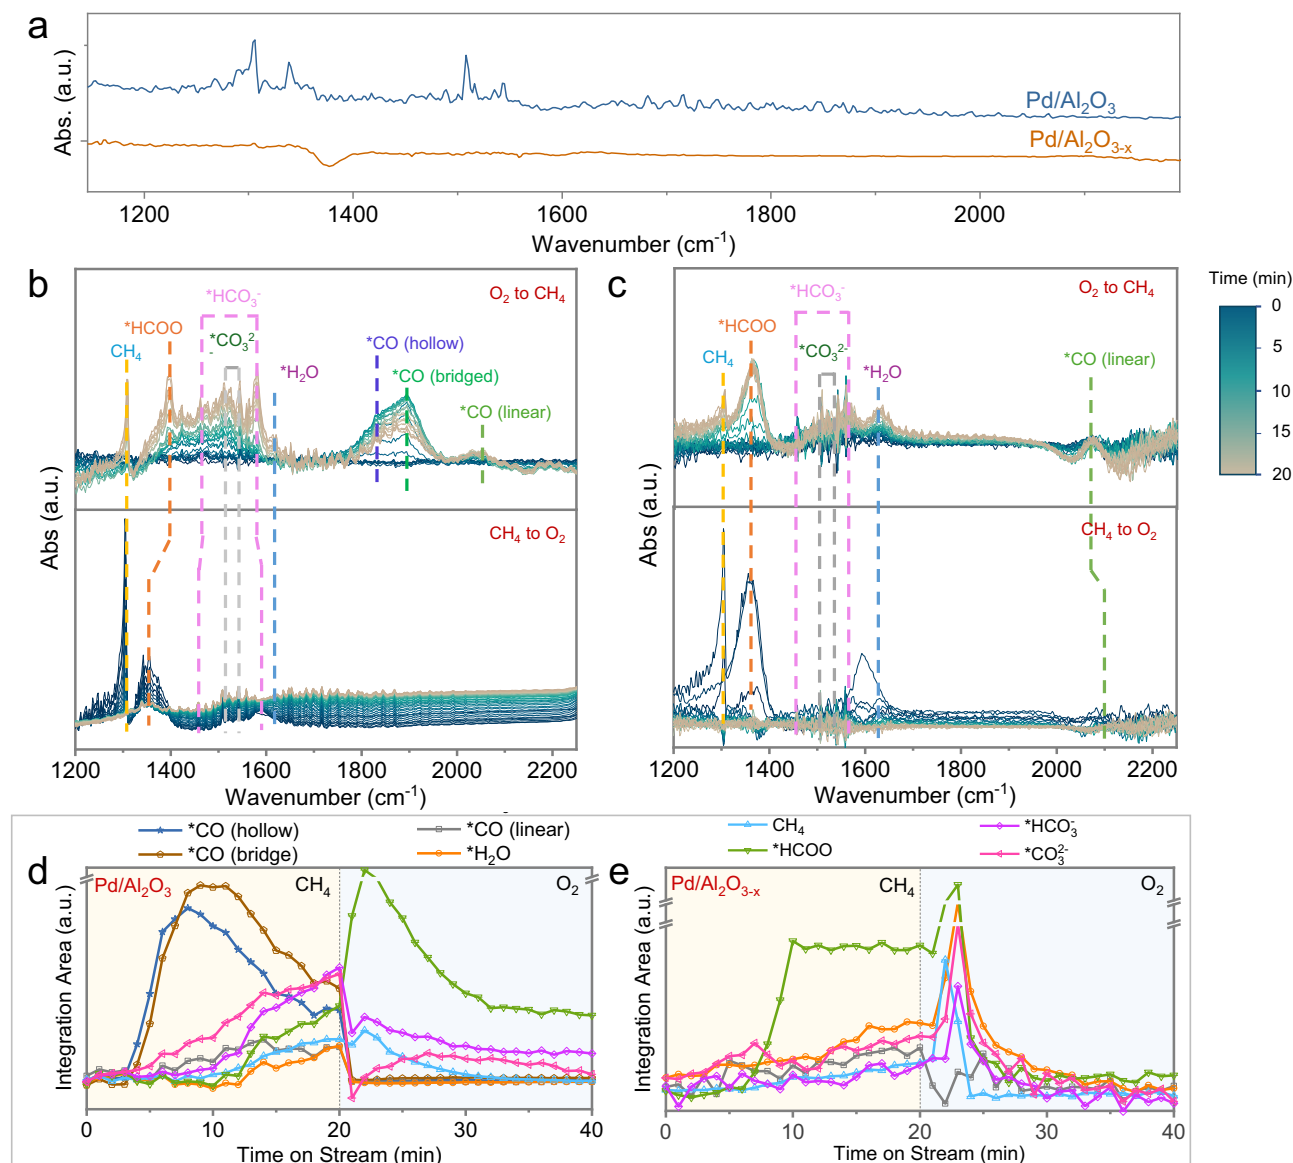 a
Abs. (a.u.)
Pd/Al₂O₃
Pd/Al₂O₃₋ₓ
1200 1400 1600 1800 2000
Wavenumber (cm⁻¹)
b
O₂ to CH₄
*HCO₃⁻
*HCOO
*CO₃²
-
CH₄
*H₂O
*CO (hollow)
*CO (bridged)
*CO (linear)
Abs (a.u.)
CH₄ to O₂
1200 1400 1600 1800 2000 2200
Wavenumber (cm⁻¹)
c
O₂ to CH₄
*HCO₃⁻
*HCOO
*CO₃²⁻
CH₄
*H₂O
*CO (linear)
Abs (a.u.)
CH₄ to O₂
1200 1400 1600 1800 2000 2200
Wavenumber (cm⁻¹)
Time (min)
0
5
10
15
20
*CO (hollow) *CO (linear) CH₄ *HCO₃⁻
*CO (bridge) *H₂O *HCOO *CO₃²⁻
d
Pd/Al₂O₃ CH₄ O₂
Integration Area (a.u.)
0 10 20 30 40
Time on Stream (min)
e
Pd/Al₂O₃₋ₓ CH₄ O₂
Integration Area (a.u.)
0 10 20 30 40
Time on Stream (min)